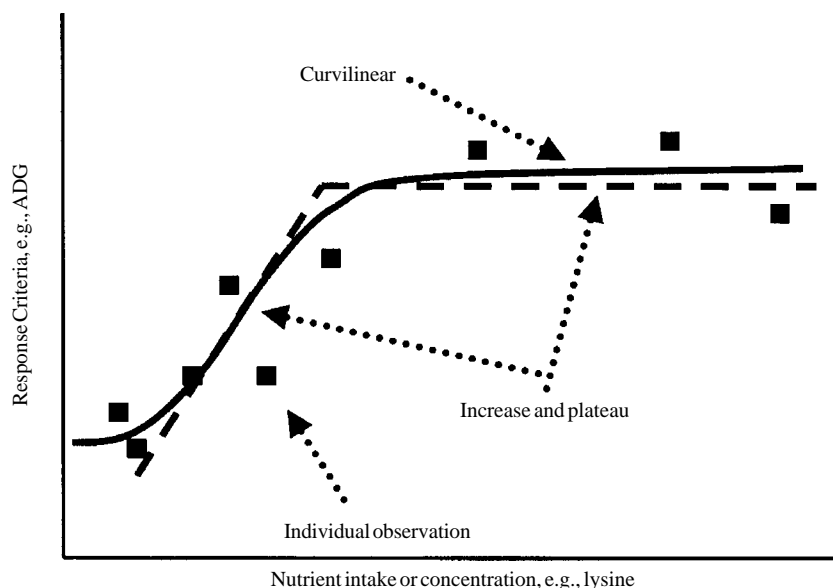 Curvilinear
Response Criteria, e.g., ADG
Increase and plateau
Individual observation
Nutrient intake or concentration, e.g., lysine